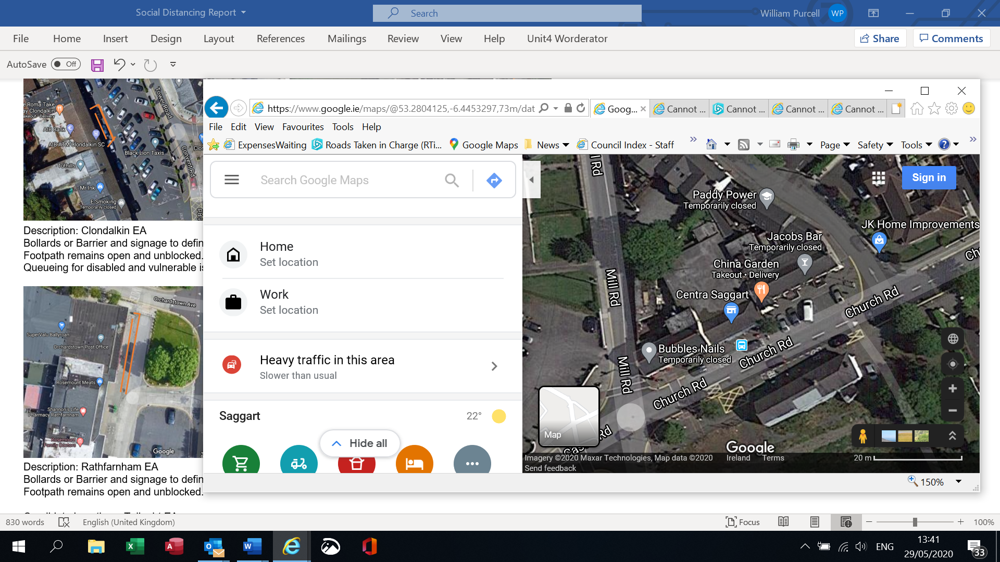 Social Distancing Report
Search
William Purcell
WP
File Home Insert Design Layout References Mailings Review View Help Unit4 Worderator
Share
Comments
AutoSave Off
Tower Road
Roma Take
Clondalkin
Takeout • Delivery
AIB Bank
AIB ATM Clondalkin SC
Black Lion Taxis
Convent Rd
Tuthills
Mr.Ink
E Smoking
Temporarily closed
Description: Clondalkin EA
Bollards or Barrier and signage to defin
Footpath remains open and unblocked.
Queueing for disabled and vulnerable is
Orchardstown Ave
SuperValu Ballyroan
Orchardstown Post Office
Rosemount Meats
Shannon's Life
Pharmacy Rathfarnham
Rosemount
Family Doctors
Google
Description: Rathfarnham EA
Bollards or Barrier and signage to defin
Footpath remains open and unblocked.
https://www.google.ie/maps/@53.2804125,-6.4453297,73m/dat
Goog...
Cannot ...
Cannot ...
Cannot ...
Cannot ...
File Edit View Favourites Tools Help
ExpensesWaiting
Roads Taken in Charge (RTi...
Google Maps
News
Council Index - Staff
Page
Safety
Tools
Search Google Maps
Home
Set location
Work
Set location
Heavy traffic in this area
Slower than usual
Saggart
22°
Hide all
Sign in
Paddy Power
Temporarily closed
JK Home Improvements
Jacobs Bar
Temporarily closed
China Garden
Takeout • Delivery
Centra Saggart
Bubbles Nails
Temporarily closed
Mill Rd
Mill Rd
Church Rd
Church Rd
Church Rd
Map
Google
Imagery ©2020 Maxar Technologies, Map data ©2020
Ireland
Terms
20 m
Send feedback
150%
830 words
English (United Kingdom)
Focus
100%
ENG
13:41
29/05/2020
33